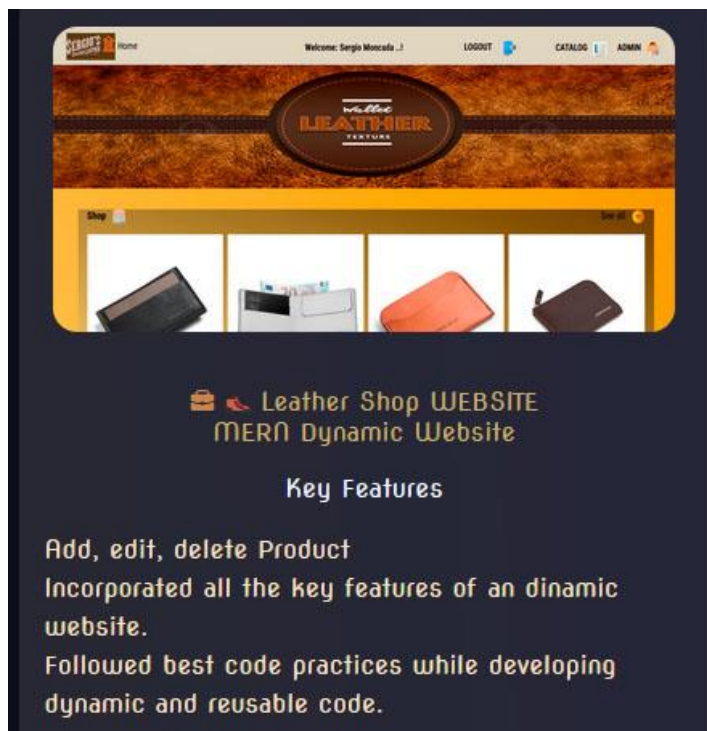 SERGIO'S
Home
Welcome: Sergio Moncada ..!
LOGOUT
CATALOG
ADMIN
Wallet
LEATHER
TEXTURE
Shop
See all
Leather Shop WEBSITE
MERN Dynamic Website
Key Features
Add, edit, delete Product
Incorporated all the key features of an dinamic
website.
Followed best code practices while developing
dynamic and reusable code.